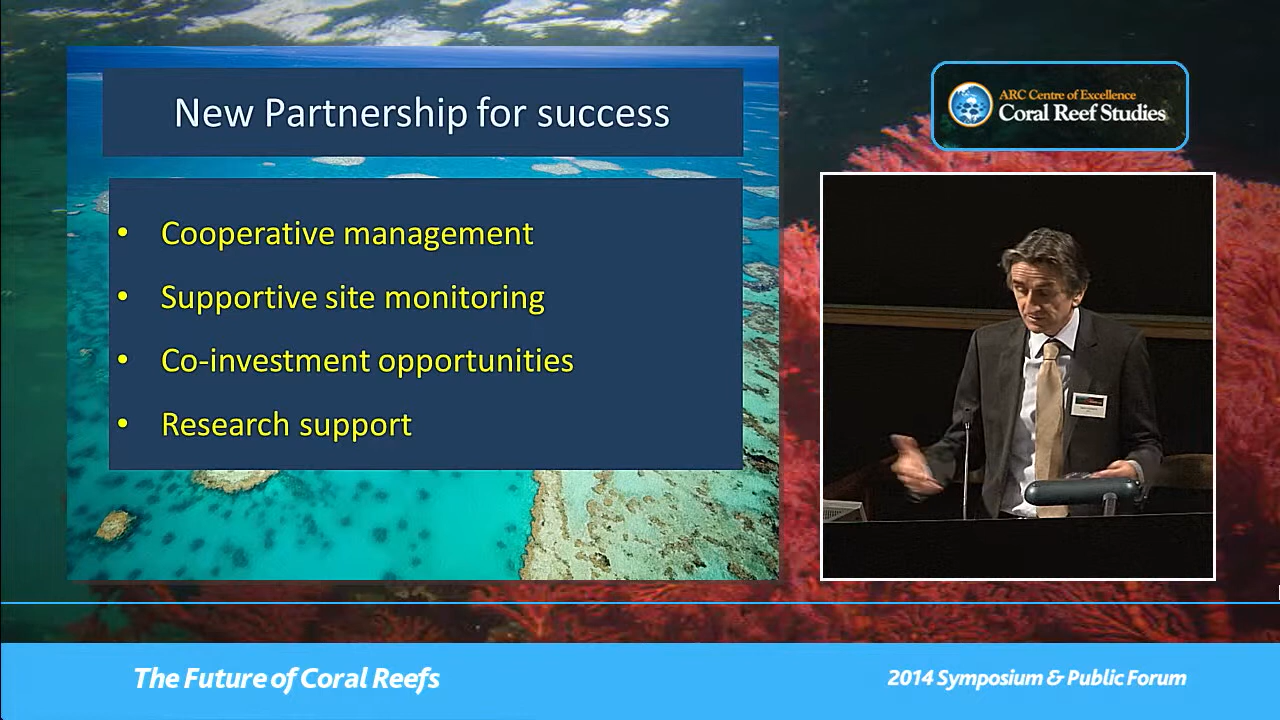 New Partnership for success
• Cooperative management
• Supportive site monitoring
• Co-investment opportunities
• Research support
ARC Centre of Excellence
Coral Reef Studies
The Future of Coral Reefs
2014 Symposium & Public Forum